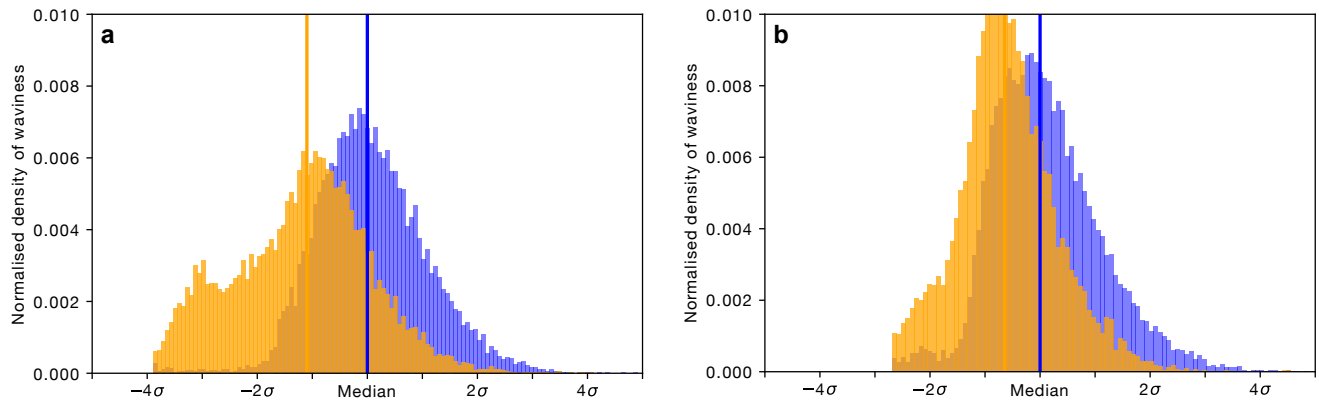 a
Normalised density of waviness
0.010
0.008
0.006
0.004
0.002
0.000
−4σ
−2σ
Median
2σ
4σ
b
Normalised density of waviness
0.010
0.008
0.006
0.004
0.002
0.000
−4σ
−2σ
Median
2σ
4σ